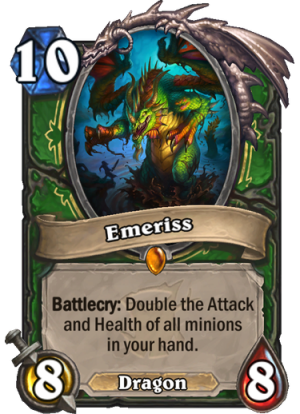 10
Emeriss
Battlecry: Double the Attack
and Health of all minions
in your hand.
8
Dragon
8